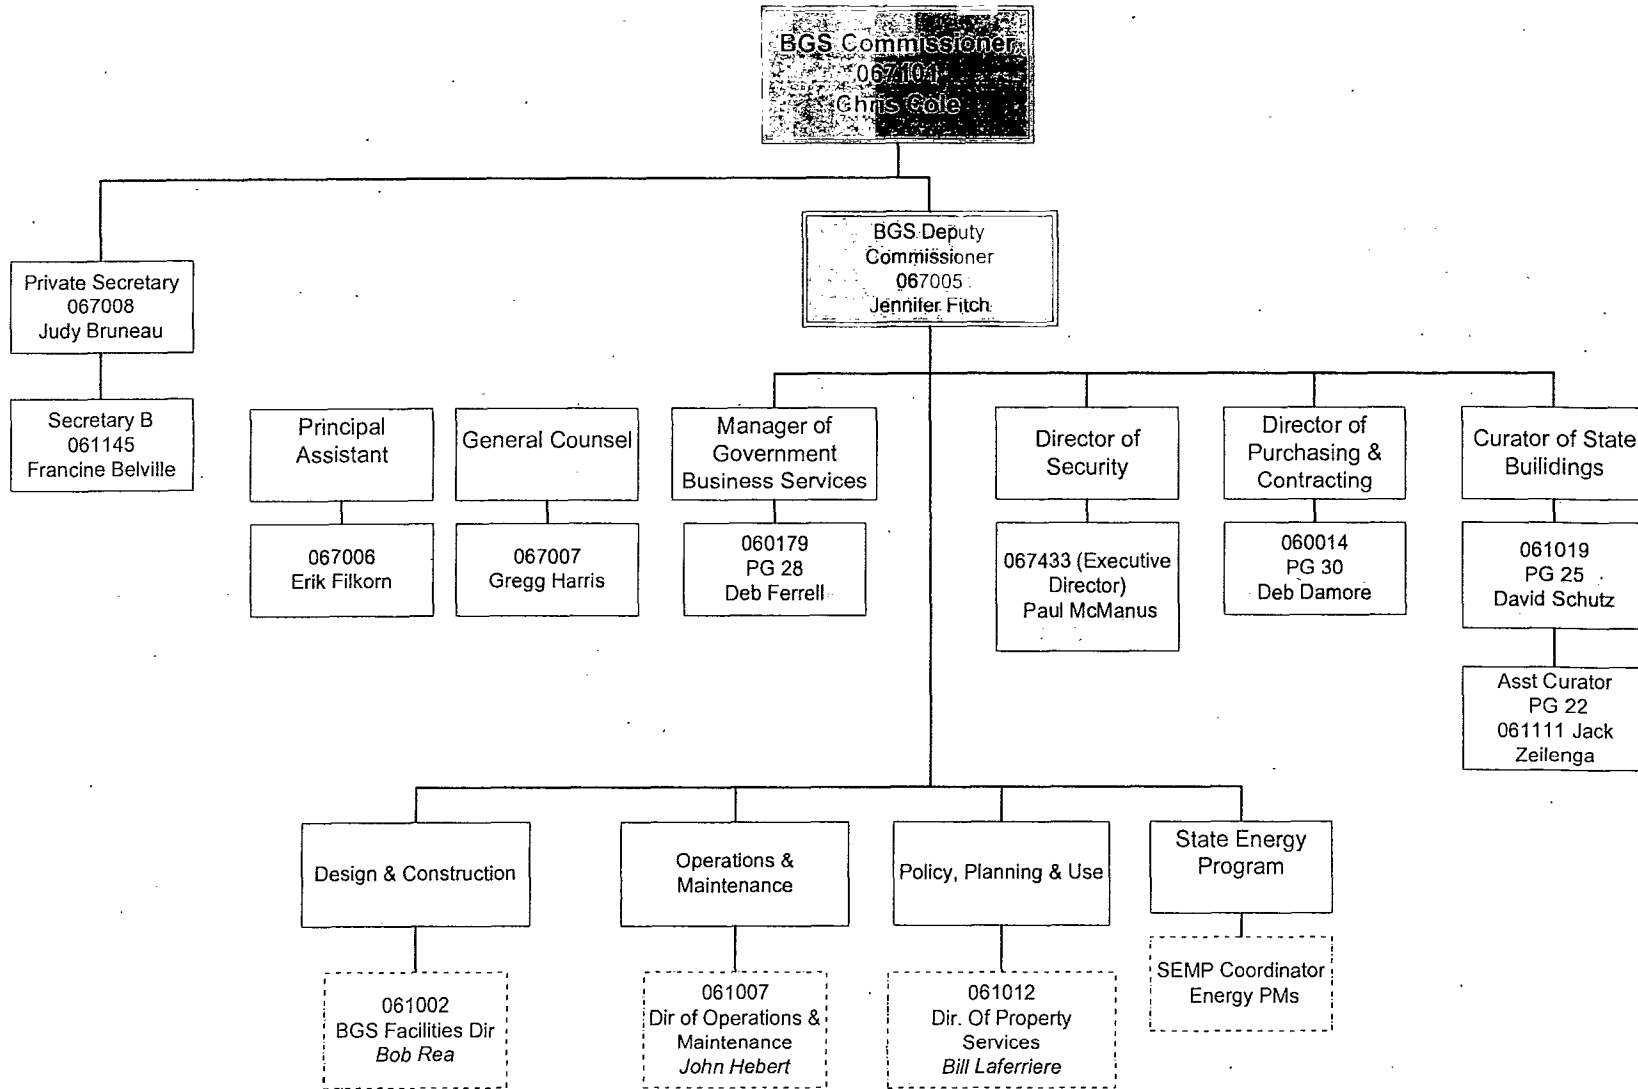 BGS Commissioner
067101
Chris Cole
BGS Deputy
Commissioner
067005
Jennifer Fitch
Private Secretary
067008
Judy Bruneau
Secretary B
061145
Francine Belville
Principal
Assistant
067006
Erik Filkorn
General Counsel
067007
Gregg Harris
Manager of
Government
Business Services
060179
PG 28
Deb Ferrell
Director of
Security
067433 (Executive
Director)
Paul McManus
Director of
Purchasing &
Contracting
060014
PG 30
Deb Damore
Curator of State
Builidings
061019
PG 25
David Schutz
Asst Curator
PG 22
061111 Jack
Zeilenga
Design & Construction
061002
BGS Facilities Dir
Bob Rea
Operations &
Maintenance
061007
Dir of Operations &
Maintenance
John Hebert
Policy, Planning & Use
061012
Dir. Of Property
Services
Bill Laferriere
State Energy
Program
SEMP Coordinator
Energy PMs